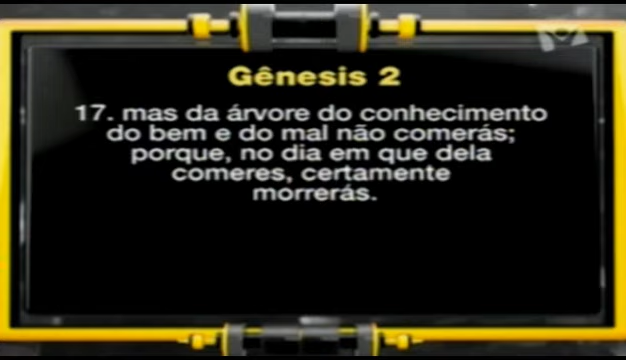 Gênesis 2
17. mas da árvore do conhecimento
do bem e do mal não comerás;
porque, no dia em que dela
comeres, certamente
morrerás.